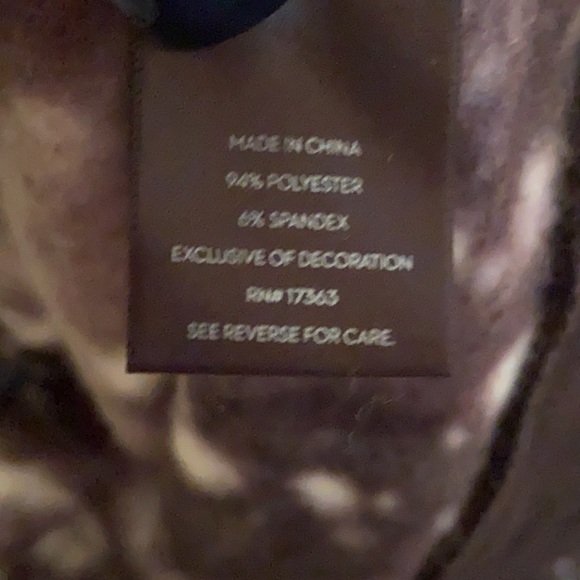 MADE IN CHINA
94% POLYESTER
6% SPANDEX
EXCLUSIVE OF DECORATION
RN# 17363
SEE REVERSE FOR CARE.